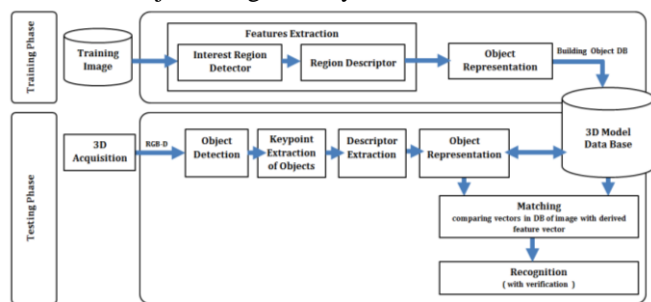 Training Phase
Training
Image
Features Extraction
Interest Region
Detector
Region Descriptor
Object
Representation
Building Object DB
3D Model
Data Base
Testing Phase
3D
Acquisition
RGB-D
Object
Detection
Keypoint
Extraction
of Objects
Descriptor
Extraction
Object
Representation
Matching
comparing vectors in DB of image with derived
feature vector
Recognition
( with verification )